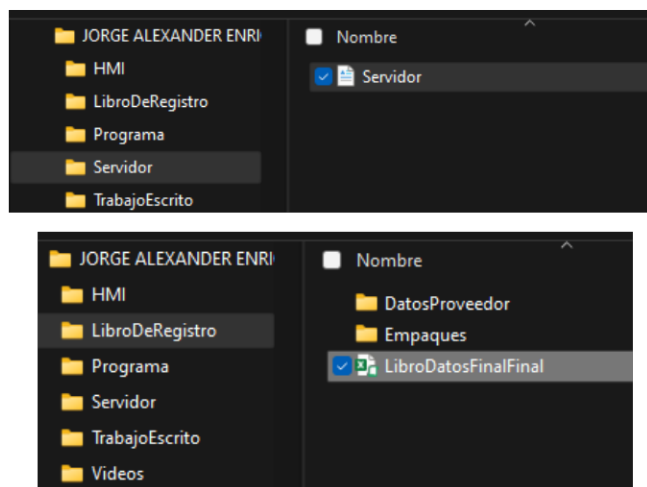 JORGE ALEXANDER ENRI
Nombre
HMI
Servidor
LibroDeRegistro
Programa
Servidor
TrabajoEscrito
JORGE ALEXANDER ENRI
Nombre
HMI
DatosProveedor
LibroDeRegistro
Empaques
Programa
LibroDatosFinalFinal
Servidor
TrabajoEscrito
Videos